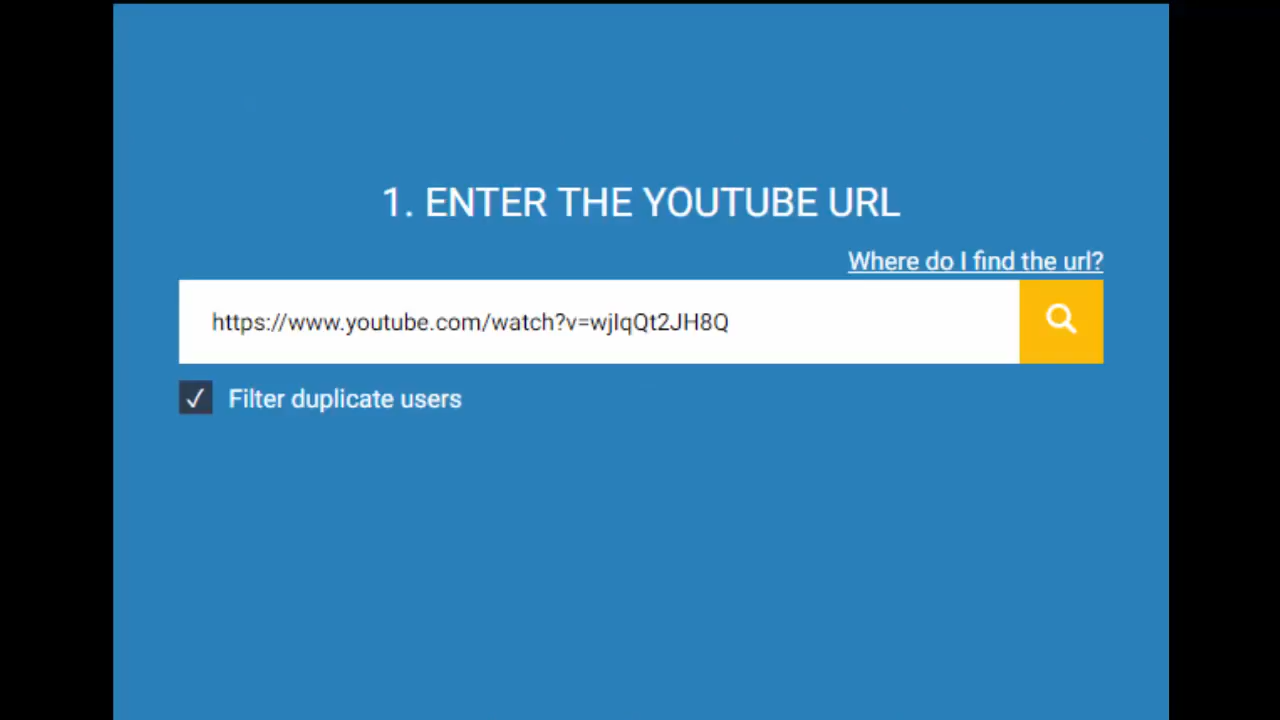 1. ENTER THE YOUTUBE URL
Where do I find the url?
https://www.youtube.com/watch?v=wjIqQt2JH8Q
Filter duplicate users